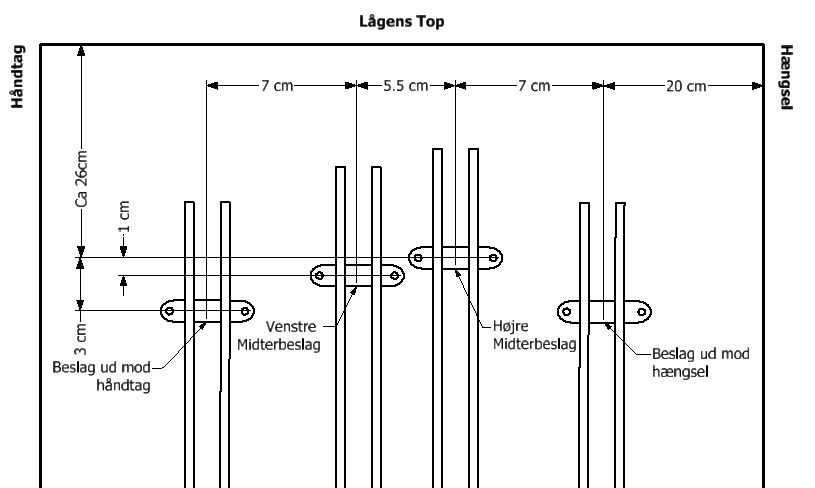 Lågens Top
Håndtag
Hængsel
7 cm
5.5 cm
7 cm
20 cm
Ca 26cm
1 cm
3 cm
Venstre
Midterbeslag
Højre
Midterbeslag
Beslag ud mod
håndtag
Beslag ud mod
hængsel